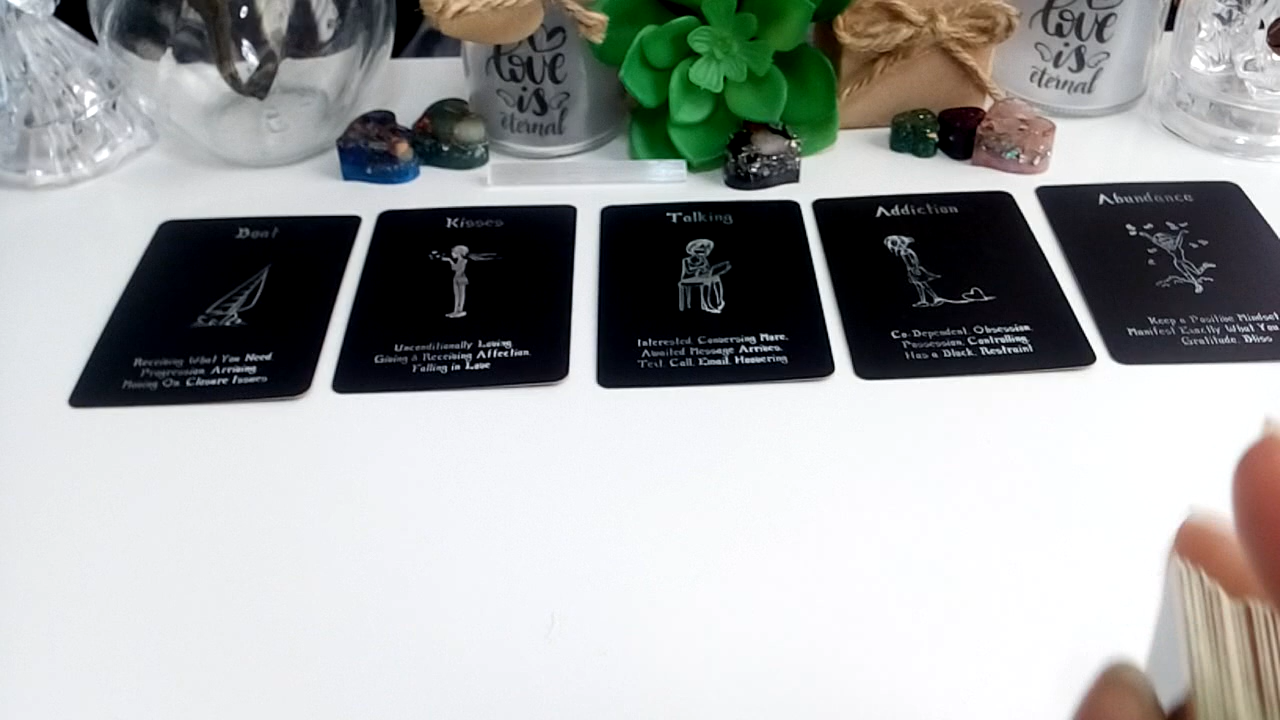 love
is
eternal
love
is
eternal
Boat
Receiving What You Need
Progression Arriving
Moving On. Closure Issues
Kisses
Unconditionally Loving
Giving & Receiving Affection.
Falling in Love
Talking
Interested. Conversing More.
Awaited Message Arrives.
Text. Call. Email. Hoovering
Addiction
Co-Dependent. Obsession.
Possession. Controlling.
Has a Block. Restraint
Abundance
Keep a Positive Mindset
Manifest Exactly What You
Gratitude. Bliss